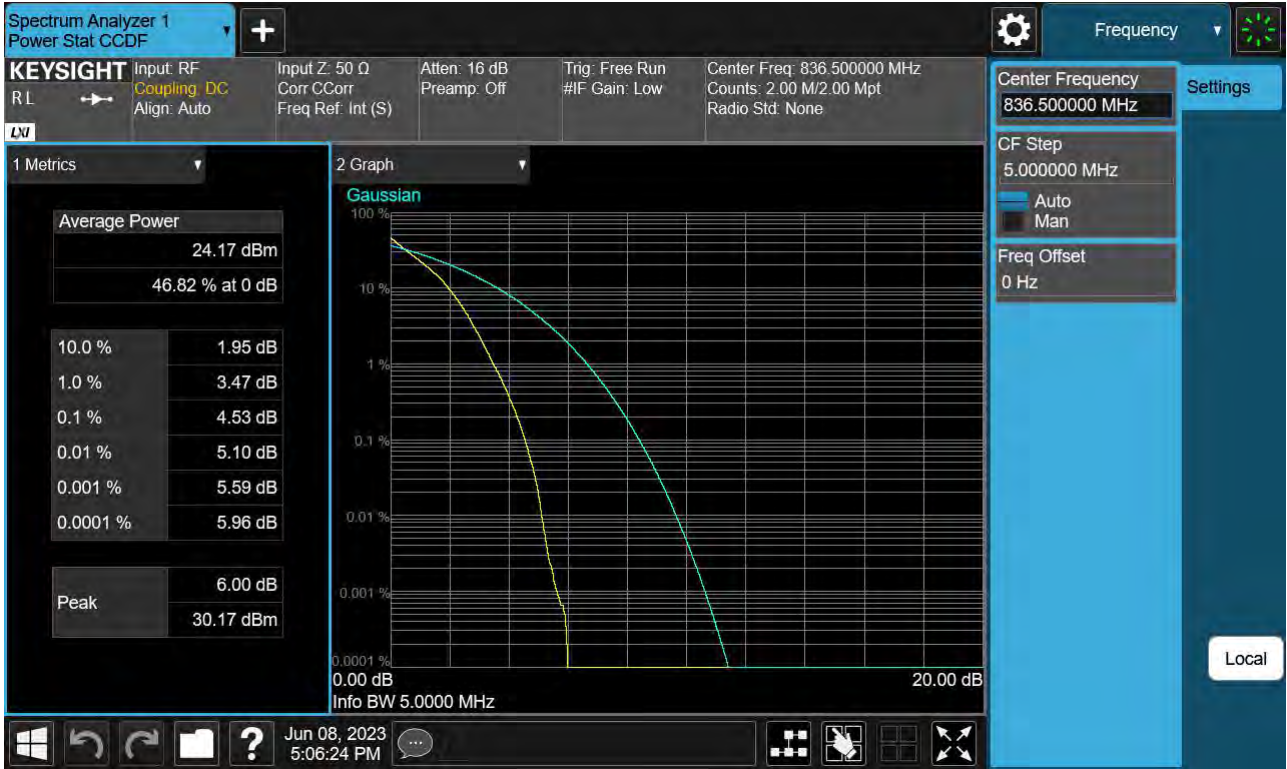 Spectrum Analyzer 1
Power Stat CCDF
+
Frequency
KEYSIGHT
RL
LXI
Input: RF
Coupling: DC
Align: Auto
Input Z: 50 Ω
Corr CCorr
Freq Ref: Int (S)
Atten: 16 dB
Preamp: Off
Trig: Free Run
#IF Gain: Low
Center Freq: 836.500000 MHz
Counts: 2.00 M/2.00 Mpt
Radio Std: None
Center Frequency
836.500000 MHz
Settings
CF Step
5.000000 MHz
Auto
Man
Freq Offset
0 Hz
Local
1 Metrics
Average Power
24.17 dBm
46.82 % at 0 dB
10.0 % 1.95 dB
1.0 % 3.47 dB
0.1 % 4.53 dB
0.01 % 5.10 dB
0.001 % 5.59 dB
0.0001 % 5.96 dB
Peak
6.00 dB
30.17 dBm
2 Graph
Gaussian
100 %
10 %
1 %
0.1 %
0.01 %
0.001 %
0.0001 %
0.00 dB 20.00 dB
Info BW 5.0000 MHz
?
Jun 08, 2023
5:06:24 PM